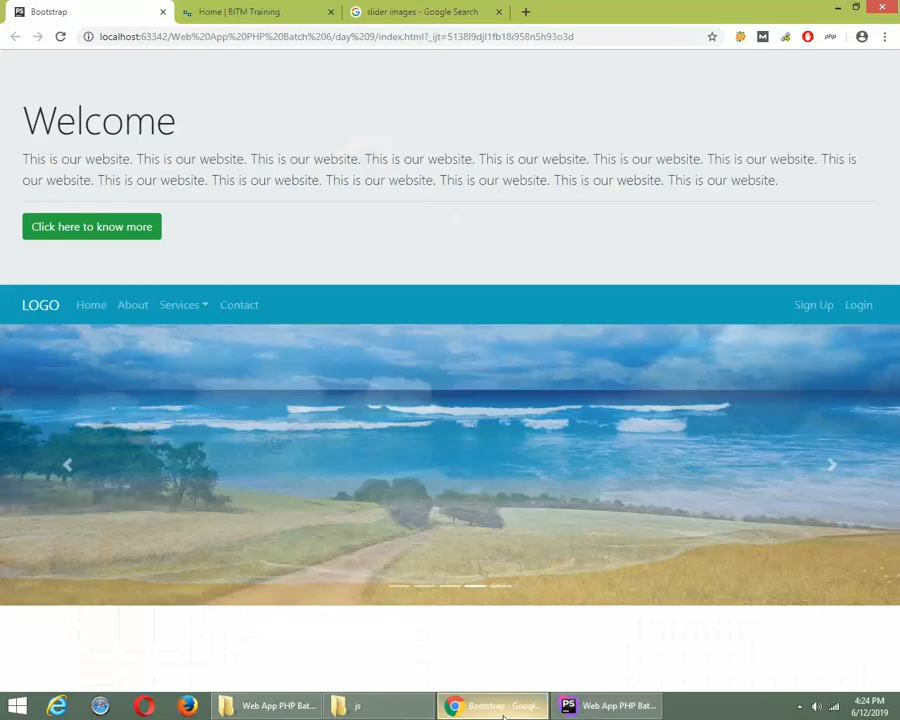 Bootstrap
Home | BITM Training
slider images - Google Search
localhost:63342/Web%20App%20PHP%20Batch%206/day%209/index.html?_ijt=5138l9djl1fb18i958n5h93o3d
php
Welcome
This is our website. This is our website. This is our website. This is our website. This is our website. This is our website. This is our website. This is
our website. This is our website. This is our website. This is our website. This is our website. This is our website. This is our website.
Click here to know more
LOGO Home About Services Contact Sign Up Login
Web App PHP Bat...
js
Bootstrap - Googl...
PS Web App PHP Bat...
4:24 PM
6/12/2019